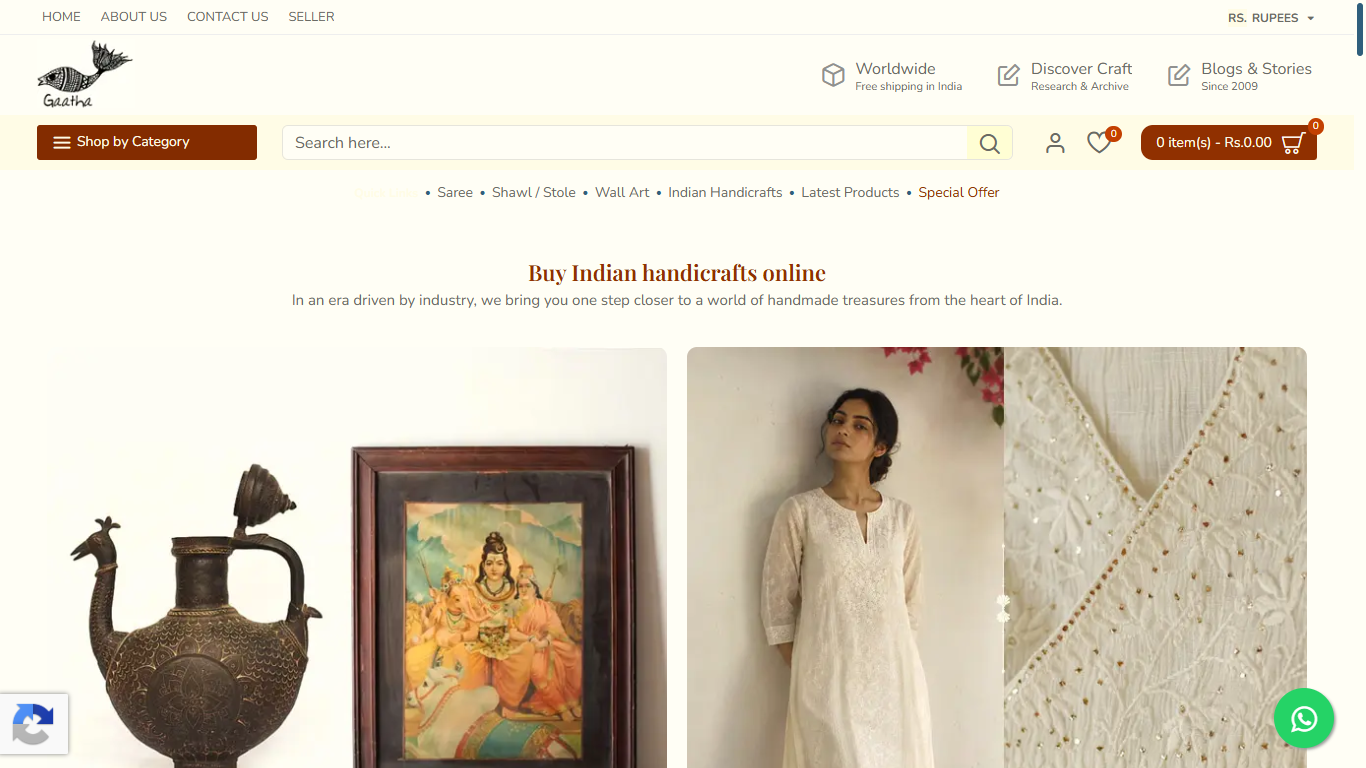 HOME ABOUT US CONTACT US SELLER RS. RUPEES
Gaatha
Worldwide
Free shipping in India
Discover Craft
Research & Archive
Blogs & Stories
Since 2009
Shop by Category
Search here...
0
0 item(s) - Rs.0.00
0
• Saree • Shawl / Stole • Wall Art • Indian Handicrafts • Latest Products • Special Offer
Buy Indian handicrafts online
In an era driven by industry, we bring you one step closer to a world of handmade treasures from the heart of India.